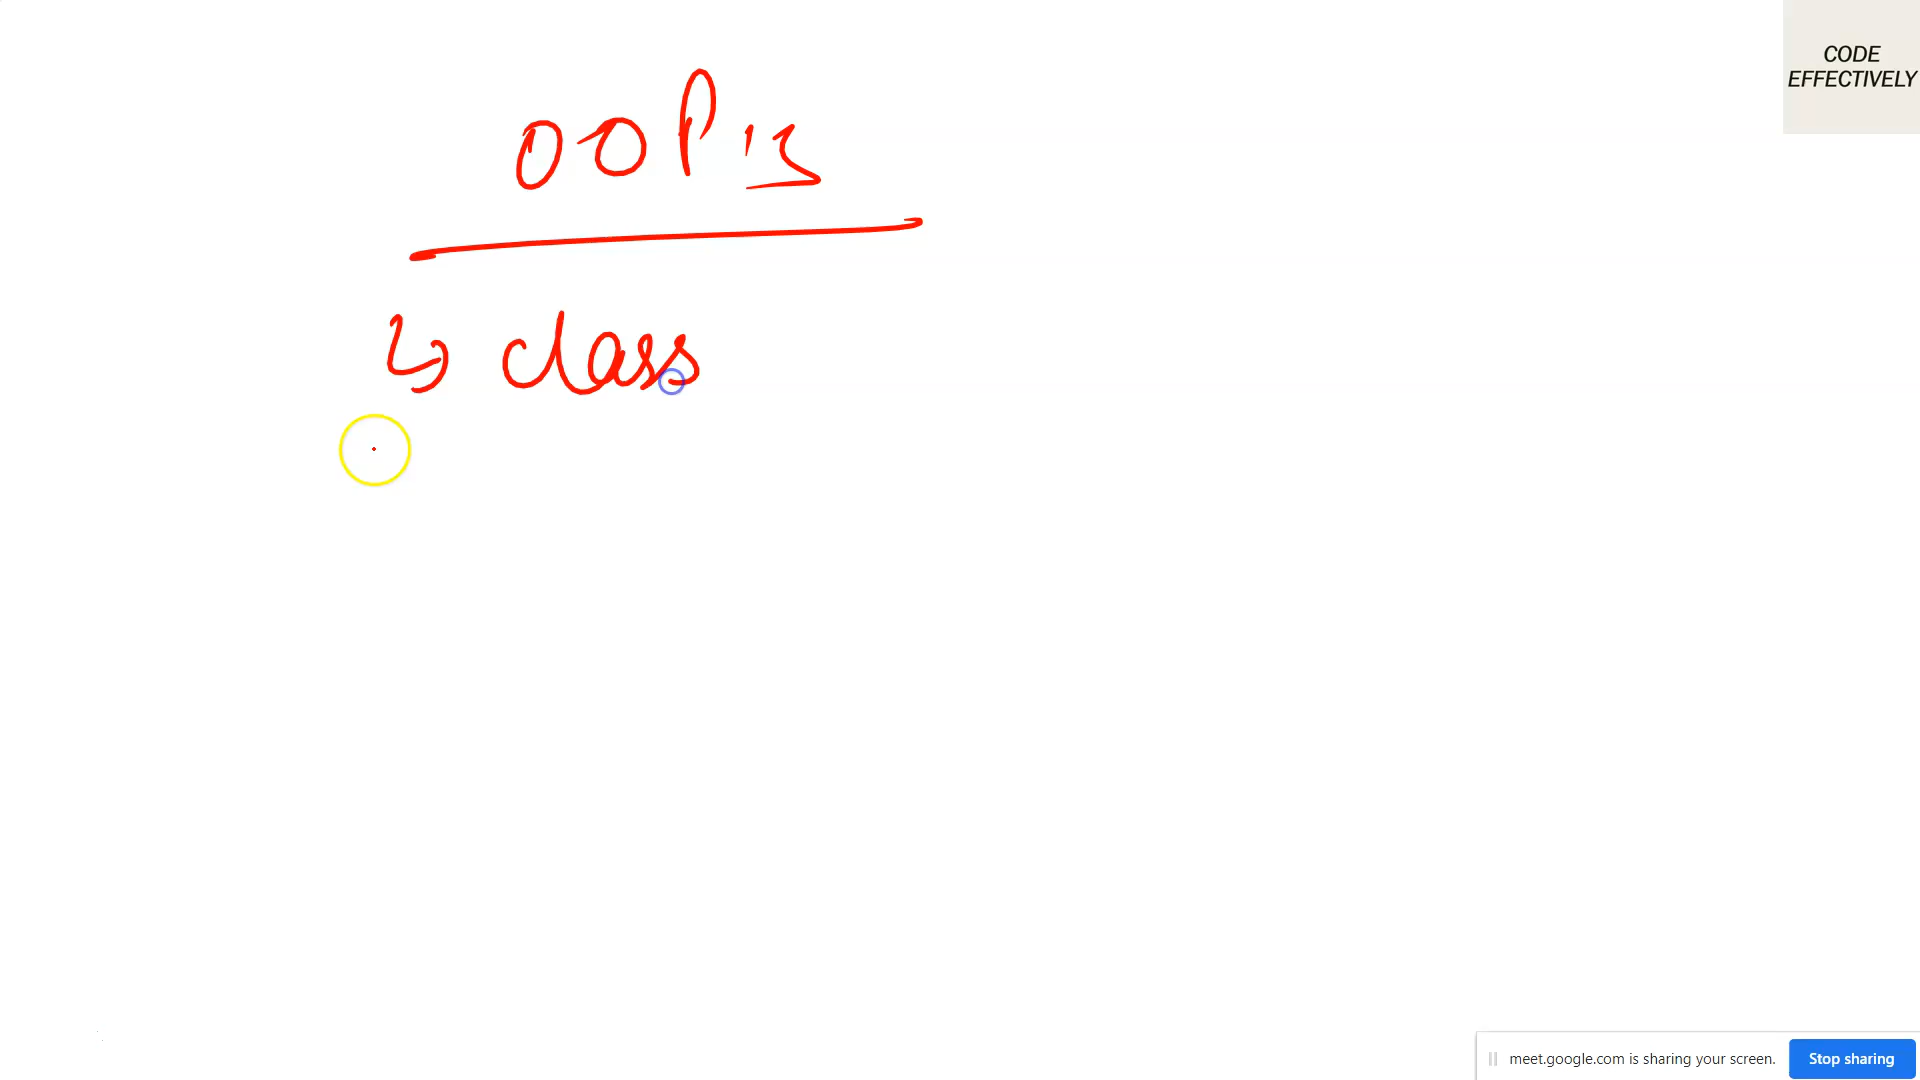 OOP's
↳ class
CODE
EFFECTIVELY
meet.google.com is sharing your screen.
Stop sharing